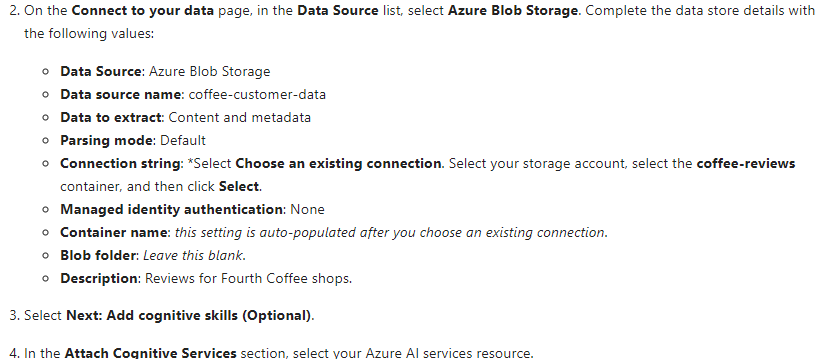 2. On the Connect to your data page, in the Data Source list, select Azure Blob Storage. Complete the data store details with
the following values:
Data Source: Azure Blob Storage
Data source name: coffee-customer-data
Data to extract: Content and metadata
Parsing mode: Default
Connection string: *Select Choose an existing connection. Select your storage account, select the coffee-reviews
container, and then click Select.
Managed identity authentication: None
Container name: this setting is auto-populated after you choose an existing connection.
Blob folder: Leave this blank.
Description: Reviews for Fourth Coffee shops.
3. Select Next: Add cognitive skills (Optional).
4. In the Attach Cognitive Services section, select your Azure AI services resource.